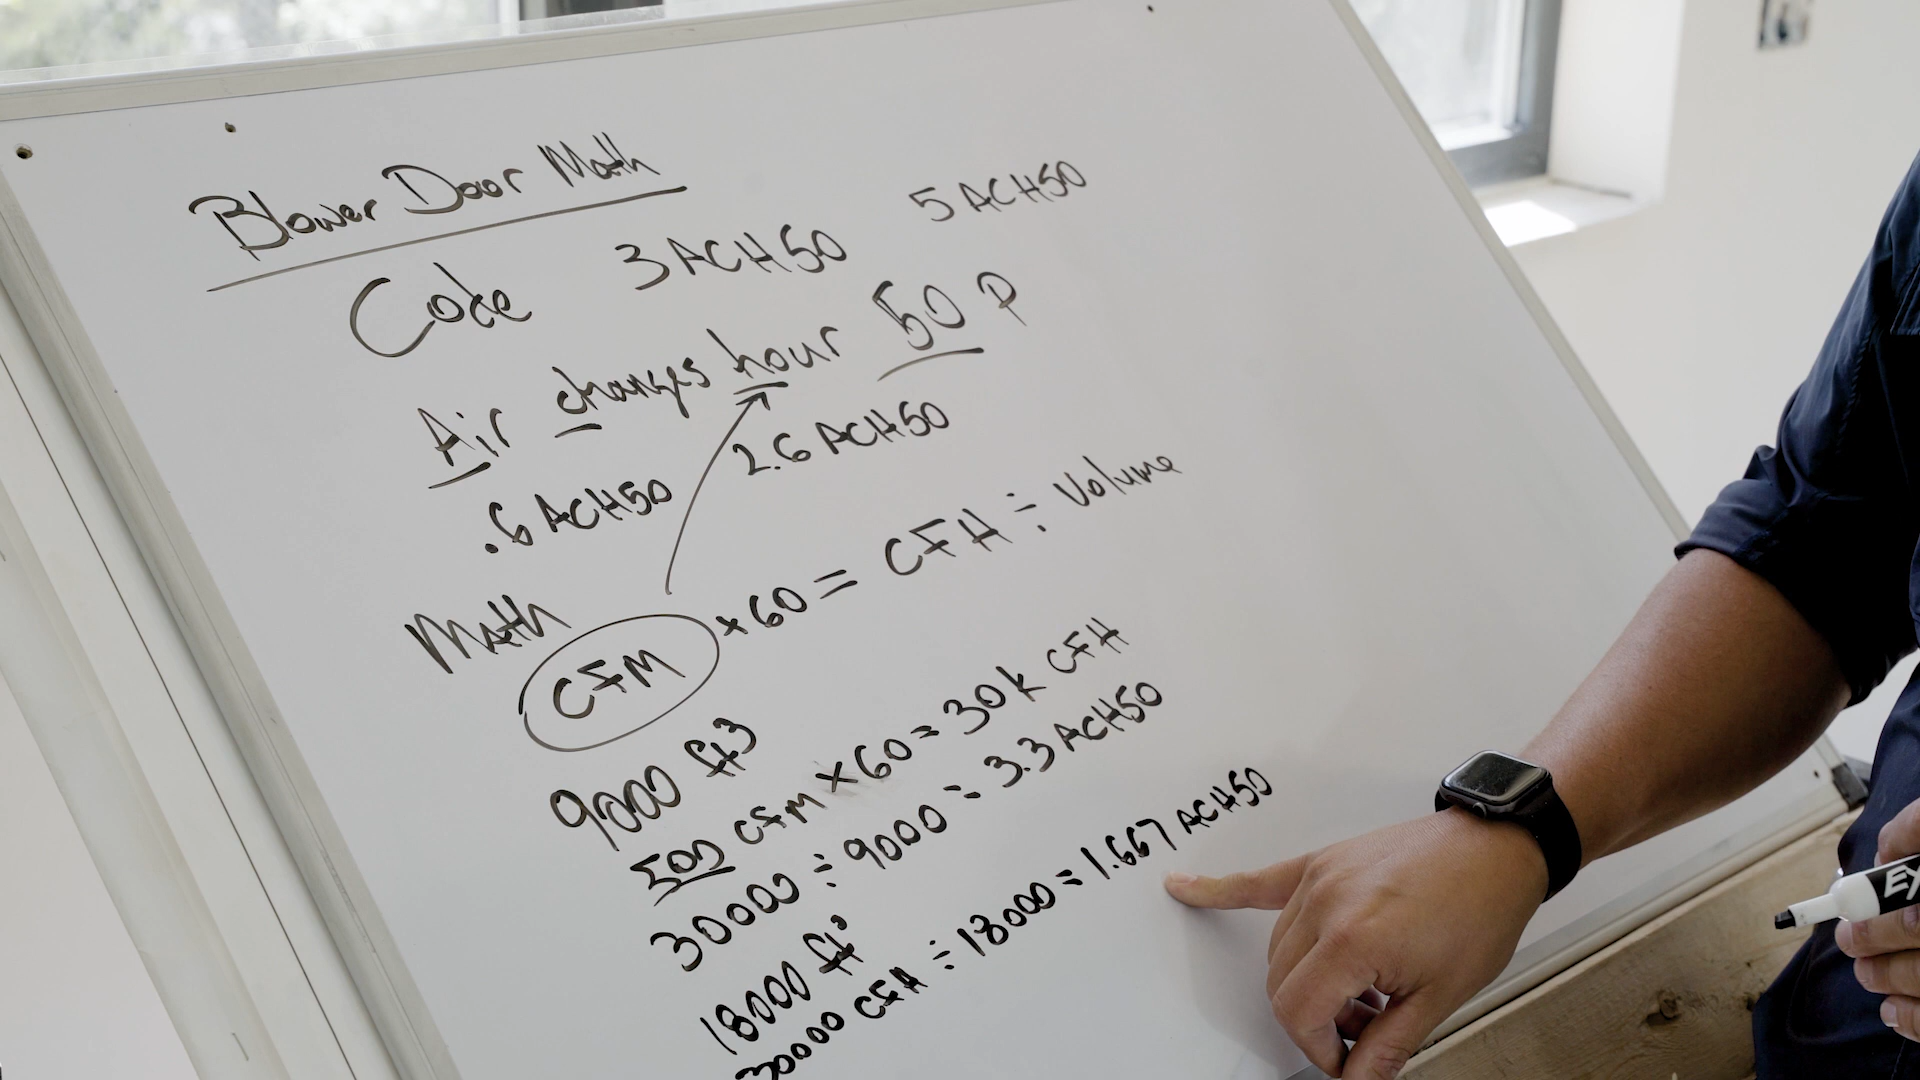 Blower Door Math
Code 3ACH50 5 ACH50
Air changes hour 50 P
.6 ACH50 2.6 ACH50
Math
CFM × 60 = CFH ÷ Volume
9000 ft3
500 CFM × 60 = 30k CFH
30000 ÷ 9000 = 3.3 ACH50
18000 ft³
30000 CFH ÷ 18000 = 1.667 ACH50